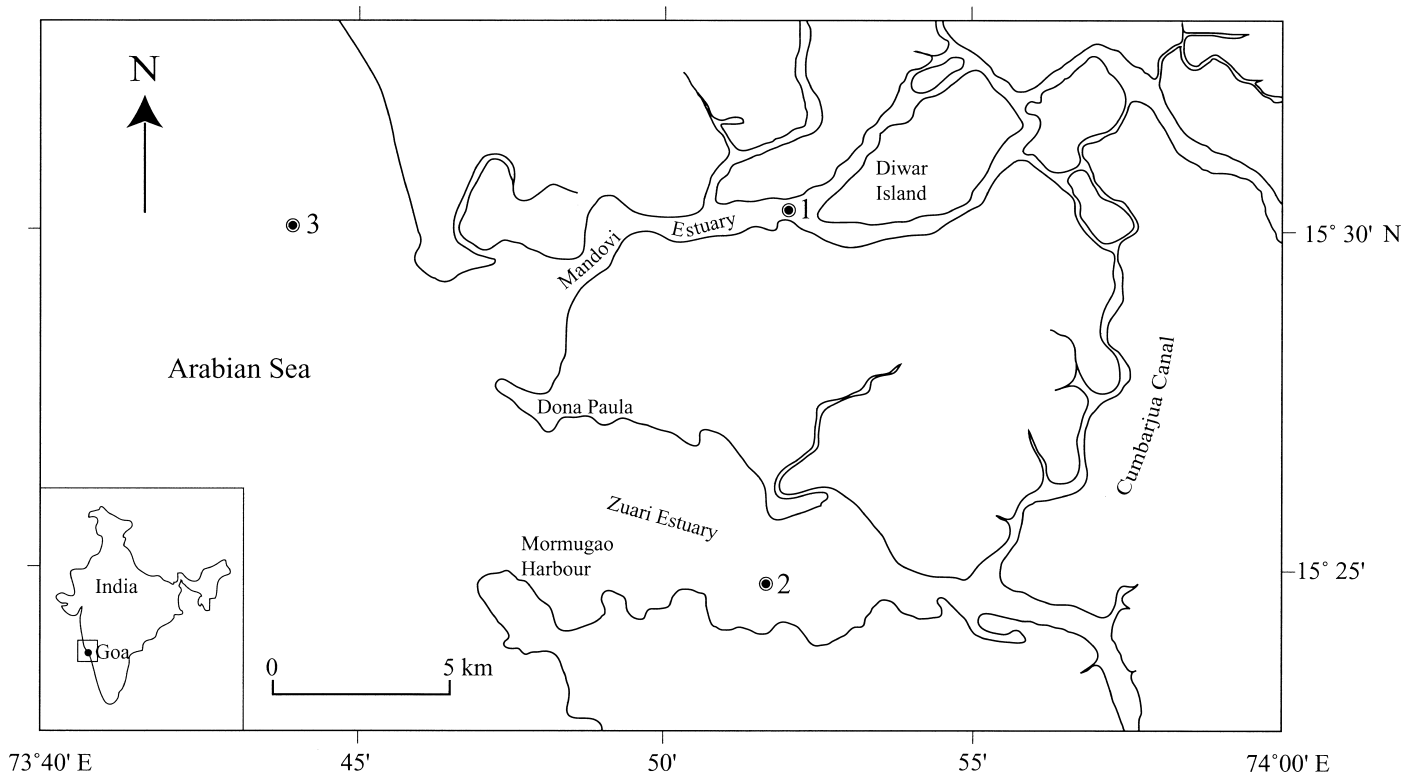 N
Diwar
Island
1
3
Estuary
Mandovi
15˚ 30' N
Arabian Sea
Dona Paula
Cumbarjua Canal
Zuari Estuary
Mormugao
Harbour
2
15˚ 25'
India
Goa
0 5 km
73˚40' E 45' 50' 55' 74˚00' E